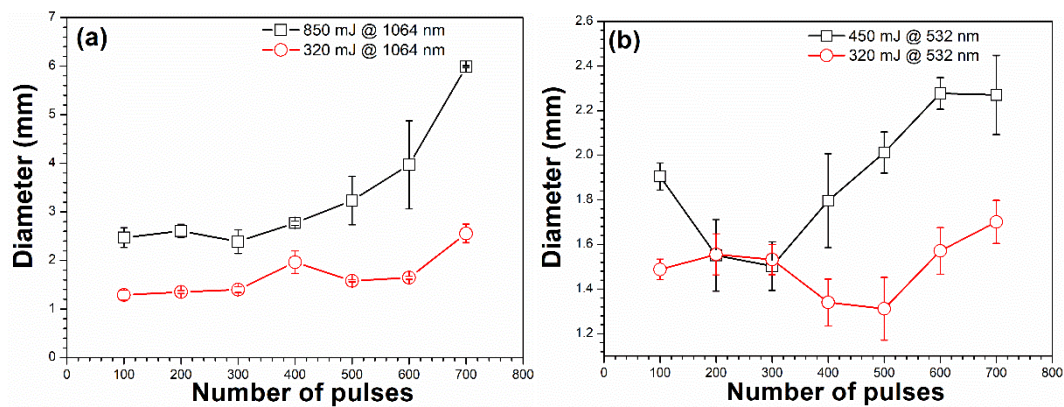 (a)
850 mJ @ 1064 nm
320 mJ @ 1064 nm
Diameter (mm)
7
6
5
4
3
2
1
0
0 100 200 300 400 500 600 700 800
Number of pulses
(b)
450 mJ @ 532 nm
320 mJ @ 532 nm
Diameter (mm)
2.6
2.4
2.2
2.0
1.8
1.6
1.4
1.2
0 100 200 300 400 500 600 700 800
Number of pulses